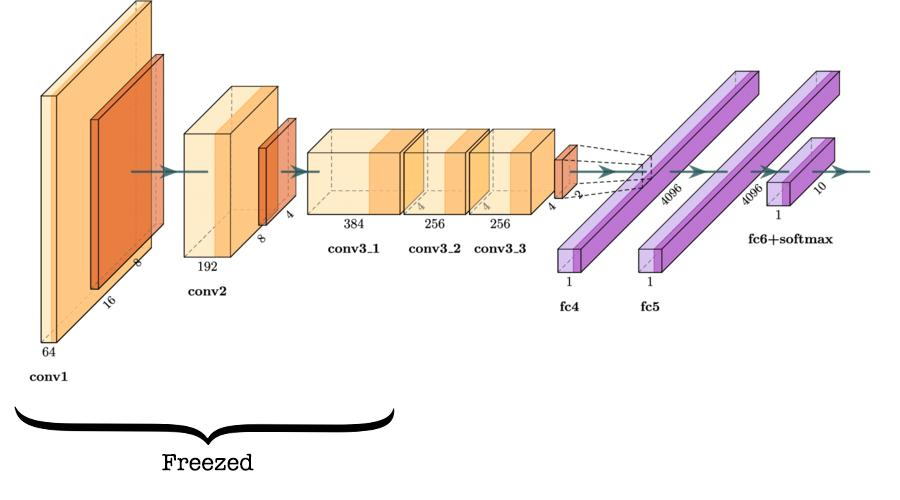 64
16
8
conv1
192
8
4
conv2
384
conv3_1
4
256
conv3_2
4
256
conv3_3
4
2
1
4096
fc4
1
4096
fc5
1
10
fc6+softmax
Freezed